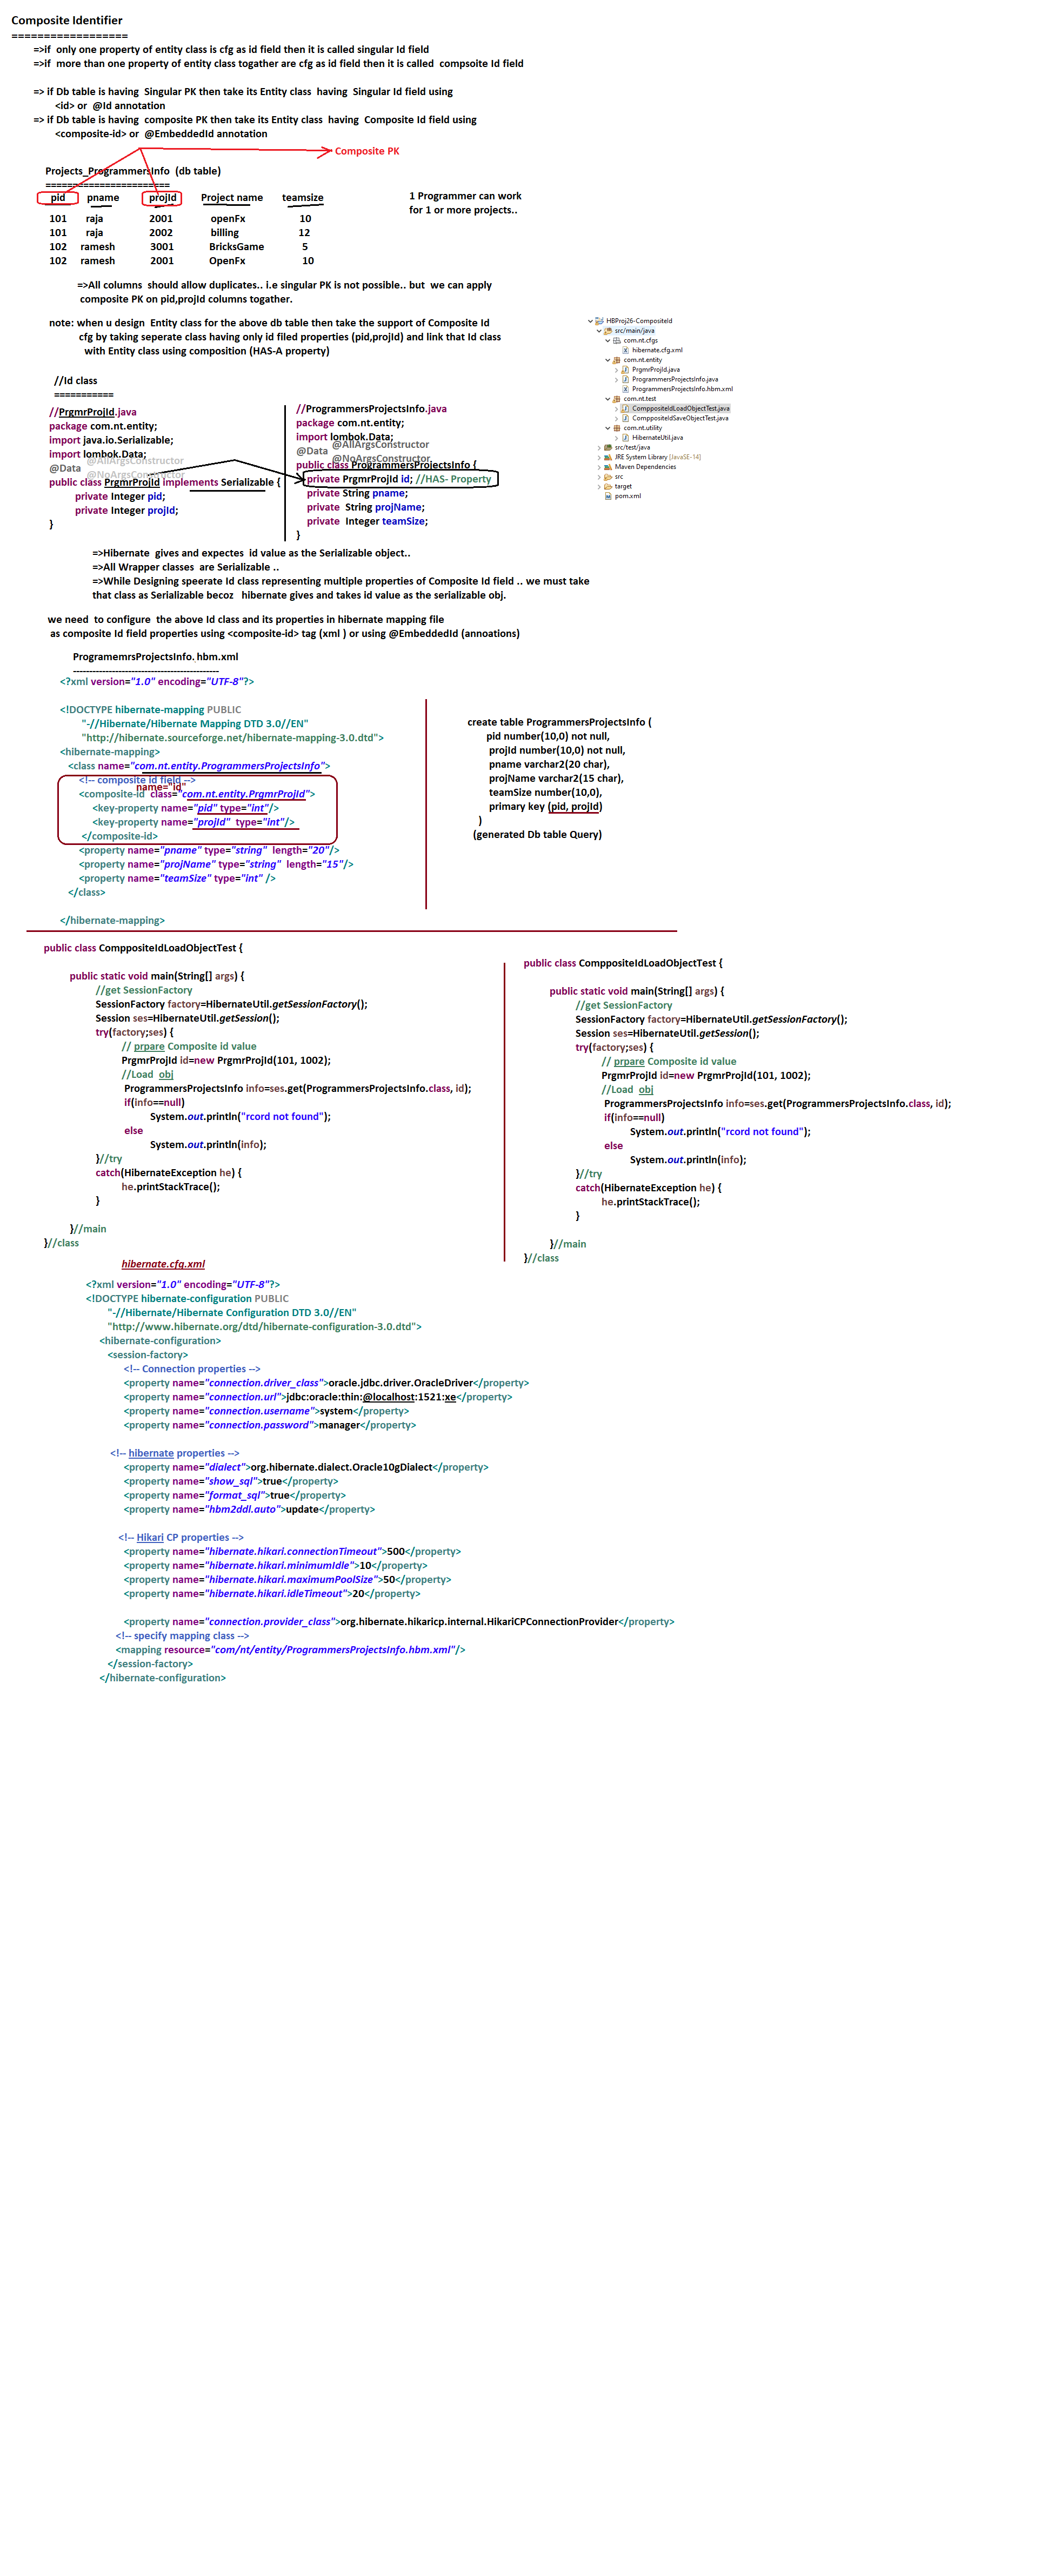 Composite Identifier
==================
=>if only one property of entity class is cfg as id field then it is called singular Id field
=>if more than one property of entity class togather are cfg as id field then it is called compsoite Id field
=> if Db table is having Singular PK then take its Entity class having Singular Id field using
<id> or @Id annotation
=> if Db table is having composite PK then take its Entity class having Composite Id field using
<composite-id> or @EmbeddedId annotation
Composite PK
Projects_ProgrammersInfo (db table)
=======================
pid pname projId Project name teamsize
101 raja 2001 openFx 10
101 raja 2002 billing 12
102 ramesh 3001 BricksGame 5
102 ramesh 2001 OpenFx 10
1 Programmer can work
for 1 or more projects..
=>All columns should allow duplicates.. i.e singular PK is not possible.. but we can apply
composite PK on pid,projId columns togather.
note: when u design Entity class for the above db table then take the support of Composite Id
cfg by taking seperate class having only id filed properties (pid,projId) and link that Id class
with Entity class using composition (HAS-A property)
HBProj26-CompositeId
src/main/java
com.nt.cfgs
hibernate.cfg.xml
com.nt.entity
PrgmrProjId.java
ProgrammersProjectsInfo.java
ProgrammersProjectsInfo.hbm.xml
com.nt.test
ComppositeIdLoadObjectTest.java
ComppositeIdSaveObjectTest.java
com.nt.utility
HibernateUtil.java
src/test/java
JRE System Library [JavaSE-14]
Maven Dependencies
src
target
pom.xml
//Id class
===========
//PrgmrProjId.java
package com.nt.entity;
import java.io.Serializable;
import lombok.Data;
@AllArgsConstructor
@Data
@NoArgsConstructor
public class PrgmrProjId implements Serializable {
private Integer pid;
private Integer projId;
}
//ProgrammersProjectsInfo.java
package com.nt.entity;
import lombok.Data;
@AllArgsConstructor
@Data
@NoArgsConstructor
public class ProgrammersProjectsInfo {
private PrgmrProjId id; //HAS- Property
private String pname;
private String projName;
private Integer teamSize;
}
=>Hibernate gives and expectes id value as the Serializable object..
=>All Wrapper classes are Serializable ..
=>While Designing speerate Id class representing multiple properties of Composite Id field .. we must take
that class as Serializable becoz hibernate gives and takes id value as the serializable obj.
we need to configure the above Id class and its properties in hibernate mapping file
as composite Id field properties using <composite-id> tag (xml ) or using @EmbeddedId (annoations)
ProgramemrsProjectsInfo. hbm.xml
---------------------------------------------
<?xml version="1.0" encoding="UTF-8"?>
<!DOCTYPE hibernate-mapping PUBLIC
"-//Hibernate/Hibernate Mapping DTD 3.0//EN"
"http://hibernate.sourceforge.net/hibernate-mapping-3.0.dtd">
<hibernate-mapping>
<class name="com.nt.entity.ProgrammersProjectsInfo">
<!-- composite id field -->
name="id"
<composite-id class="com.nt.entity.PrgmrProjId">
<key-property name="pid" type="int"/>
<key-property name="projId" type="int"/>
</composite-id>
<property name="pname" type="string" length="20"/>
<property name="projName" type="string" length="15"/>
<property name="teamSize" type="int" />
</class>
</hibernate-mapping>
create table ProgrammersProjectsInfo (
pid number(10,0) not null,
projId number(10,0) not null,
pname varchar2(20 char),
projName varchar2(15 char),
teamSize number(10,0),
primary key (pid, projId)
)
(generated Db table Query)
public class ComppositeIdLoadObjectTest {
public static void main(String[] args) {
//get SessionFactory
SessionFactory factory=HibernateUtil.getSessionFactory();
Session ses=HibernateUtil.getSession();
try(factory;ses) {
// prpare Composite id value
PrgmrProjId id=new PrgmrProjId(101, 1002);
//Load obj
ProgrammersProjectsInfo info=ses.get(ProgrammersProjectsInfo.class, id);
if(info==null)
System.out.println("rcord not found");
else
System.out.println(info);
}//try
catch(HibernateException he) {
he.printStackTrace();
}
}//main
}//class
public class ComppositeIdLoadObjectTest {
public static void main(String[] args) {
//get SessionFactory
SessionFactory factory=HibernateUtil.getSessionFactory();
Session ses=HibernateUtil.getSession();
try(factory;ses) {
// prpare Composite id value
PrgmrProjId id=new PrgmrProjId(101, 1002);
//Load obj
ProgrammersProjectsInfo info=ses.get(ProgrammersProjectsInfo.class, id);
if(info==null)
System.out.println("rcord not found");
else
System.out.println(info);
}//try
catch(HibernateException he) {
he.printStackTrace();
}
}//main
}//class
hibernate.cfg.xml
<?xml version="1.0" encoding="UTF-8"?>
<!DOCTYPE hibernate-configuration PUBLIC
"-//Hibernate/Hibernate Configuration DTD 3.0//EN"
"http://www.hibernate.org/dtd/hibernate-configuration-3.0.dtd">
<hibernate-configuration>
<session-factory>
<!-- Connection properties -->
<property name="connection.driver_class">oracle.jdbc.driver.OracleDriver</property>
<property name="connection.url">jdbc:oracle:thin:@localhost:1521:xe</property>
<property name="connection.username">system</property>
<property name="connection.password">manager</property>
<!-- hibernate properties -->
<property name="dialect">org.hibernate.dialect.Oracle10gDialect</property>
<property name="show_sql">true</property>
<property name="format_sql">true</property>
<property name="hbm2ddl.auto">update</property>
<!-- Hikari CP properties -->
<property name="hibernate.hikari.connectionTimeout">500</property>
<property name="hibernate.hikari.minimumIdle">10</property>
<property name="hibernate.hikari.maximumPoolSize">50</property>
<property name="hibernate.hikari.idleTimeout">20</property>
<property name="connection.provider_class">org.hibernate.hikaricp.internal.HikariCPConnectionProvider</property>
<!-- specify mapping class -->
<mapping resource="com/nt/entity/ProgrammersProjectsInfo.hbm.xml"/>
</session-factory>
</hibernate-configuration>